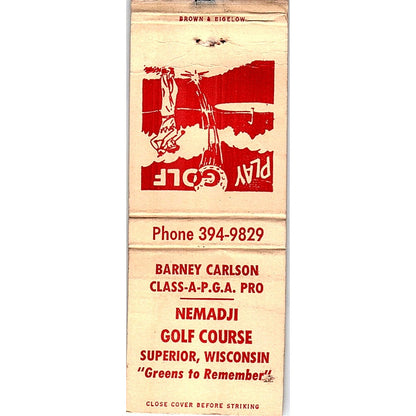 BROWN & BIGELOW
PLAY GOLF
Phone 394-9829
BARNEY CARLSON
CLASS-A-P.G.A. PRO
NEMADJI
GOLF COURSE
SUPERIOR, WISCONSIN
"Greens to Remember"
CLOSE COVER BEFORE STRIKING